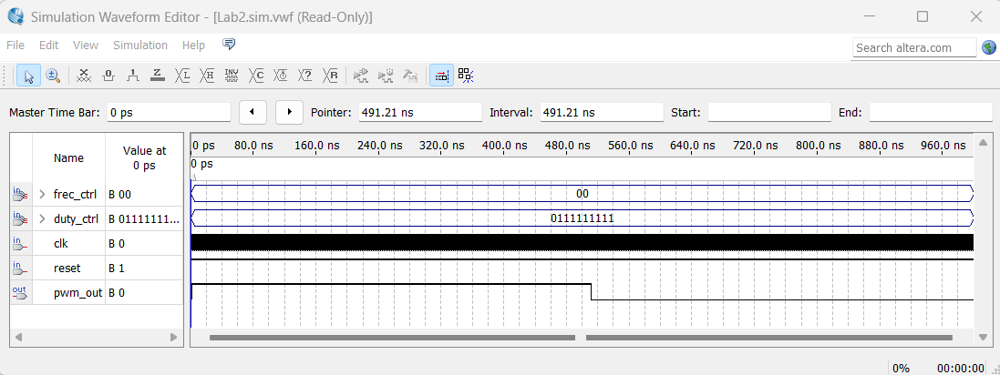 Simulation Waveform Editor - [Lab2.sim.vwf (Read-Only)]
File Edit View Simulation Help
Search altera.com
Master Time Bar: 0 ps Pointer: 491.21 ns Interval: 491.21 ns Start: End:
Name Value at 0 ps
0 ps 80.0 ns 160.0 ns 240.0 ns 320.0 ns 400.0 ns 480.0 ns 560.0 ns 640.0 ns 720.0 ns 800.0 ns 880.0 ns 960.0 ns
0 ps
frec_ctrl B 00 00
duty_ctrl B 01111111... 0111111111
clk B 0
reset B 1
pwm_out B 0
0% 00:00:00